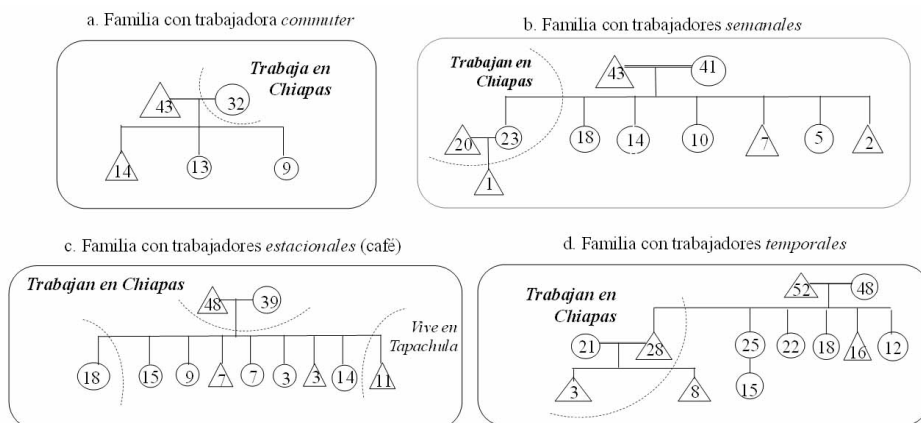 a. Familia con trabajadora commuter
Trabaja en
Chiapas
43 32
14 13 9
b. Familia con trabajadores semanales
Trabajan en
Chiapas
43 41
20 23 18 14 10 7 5 2
1
c. Familia con trabajadores estacionales (café)
Trabajan en Chiapas
48 39
Vive en
Tapachula
18 15 9 7 7 3 3 14 11
d. Familia con trabajadores temporales
Trabajan en
Chiapas
52 48
21 28 25 22 18 16 12
3 8 15